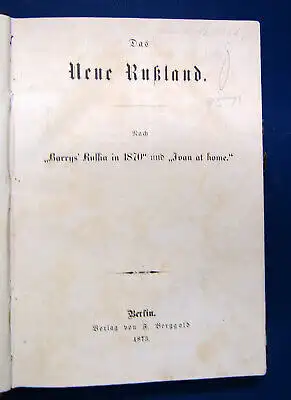 Das
Neue Rußland.
Nach
„Barrys' Russia in 1870“ und „Ivan at home.“
Berlin.
Verlag von F. Berggold
1873.